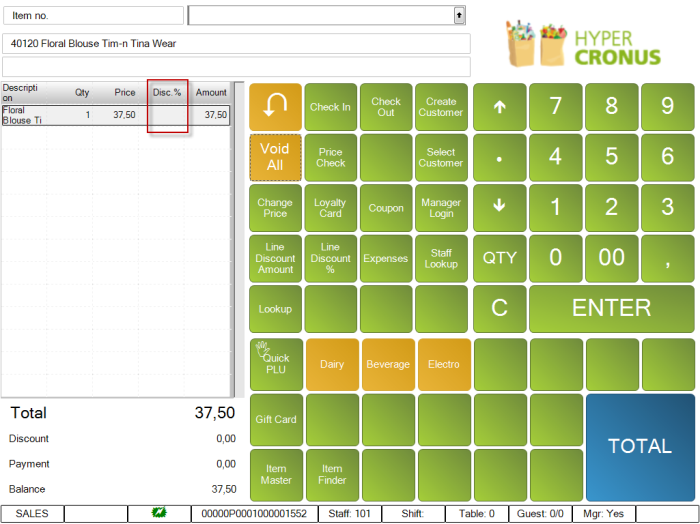 Item no.
40120 Floral Blouse Tim-n Tina Wear
HYPER
CRONUS
Descripti
on
Qty
Price
Disc.%
Amount
Floral
Blouse Ti
1
37,50
37,50
Check In
Check
Out
Create
Customer
7
8
9
Void
All
Price
Check
Select
Customer
.
4
5
6
Change
Price
Loyalty
Card
Coupon
Manager
Login
1
2
3
Line
Discount
Amount
Line
Discount
%
Expenses
Staff
Lookup
QTY
0
00
,
Lookup
C
ENTER
Quick
PLU
Dairy
Beverage
Electro
Gift Card
TOTAL
Item
Master
Item
Finder
Total
37,50
Discount
0,00
Payment
0,00
Balance
37,50
SALES
00000P0001000001552
Staff: 101
Shift:
Table: 0
Guest: 0/0
Mgr: Yes